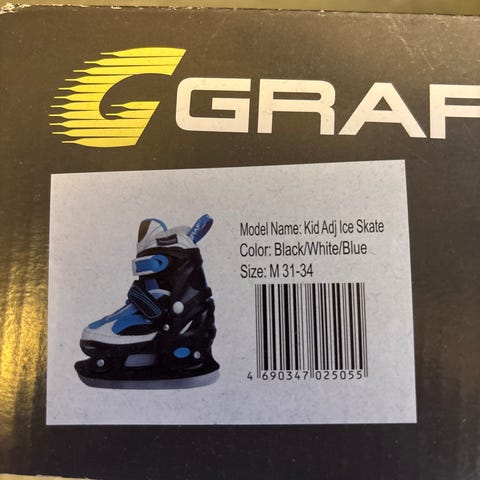 GRAF
Model Name: Kid Adj Ice Skate
Color: Black/White/Blue
Size: M 31-34
4 690347 025055